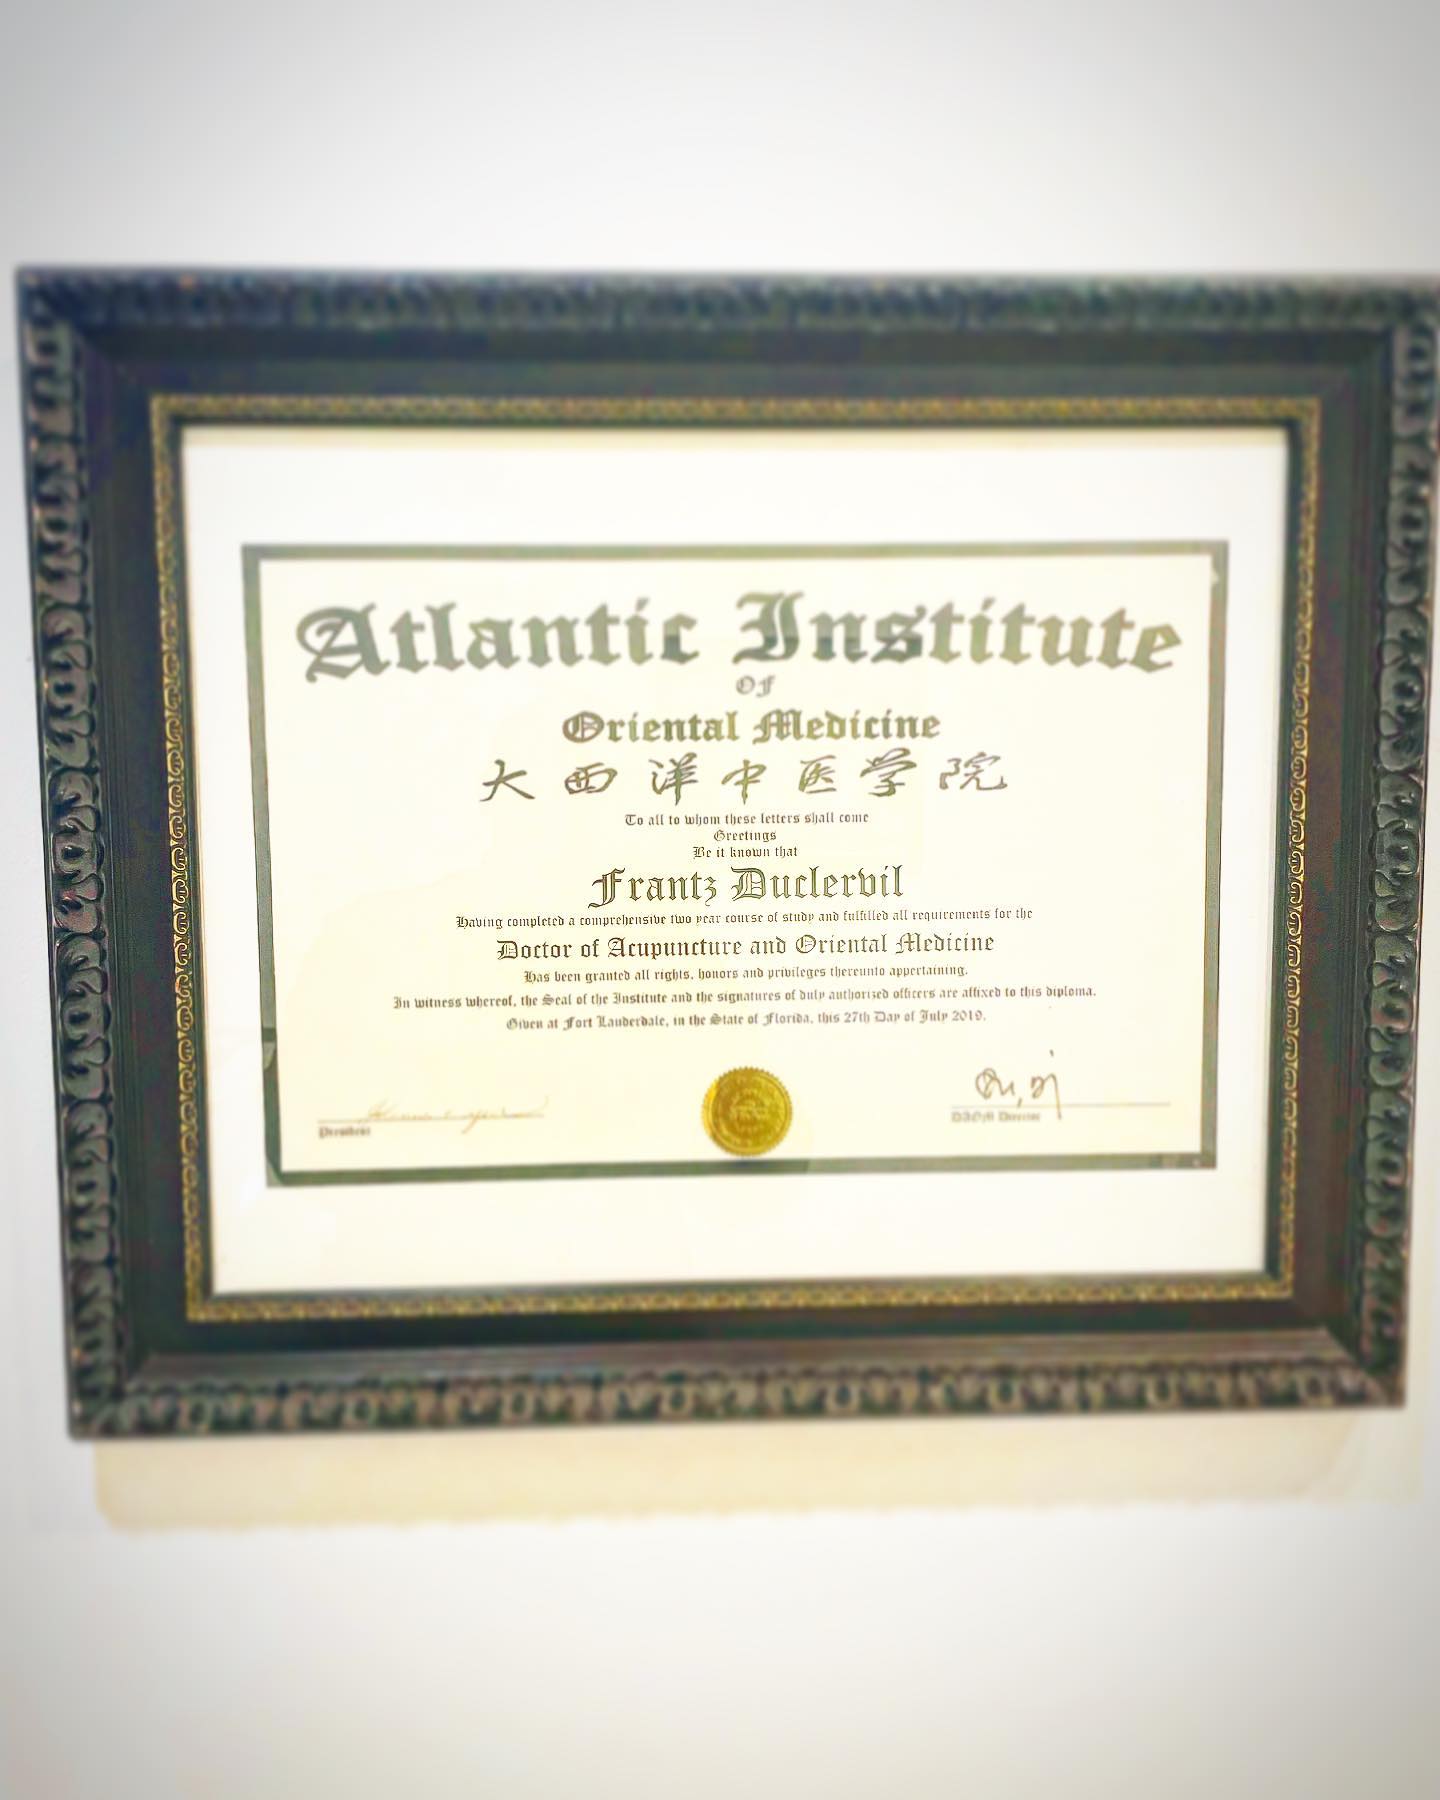 Atlantic Institute
OF
Oriental Medicine
大西洋中医学院
To all to whom these letters shall come
Greetings
Be it known that
Frantz Duclervil
Having completed a comprehensive two year course of study and fulfilled all requirements for the
Doctor of Acupuncture and Oriental Medicine
Has been granted all rights, honors and privileges thereunto appertaining.
In witness whereof, the Seal of the Institute and the signatures of duly authorized officers are affixed to this diploma.
Given at Fort Lauderdale, in the State of Florida, this 27th Day of July 2019.
President
DAOM Director